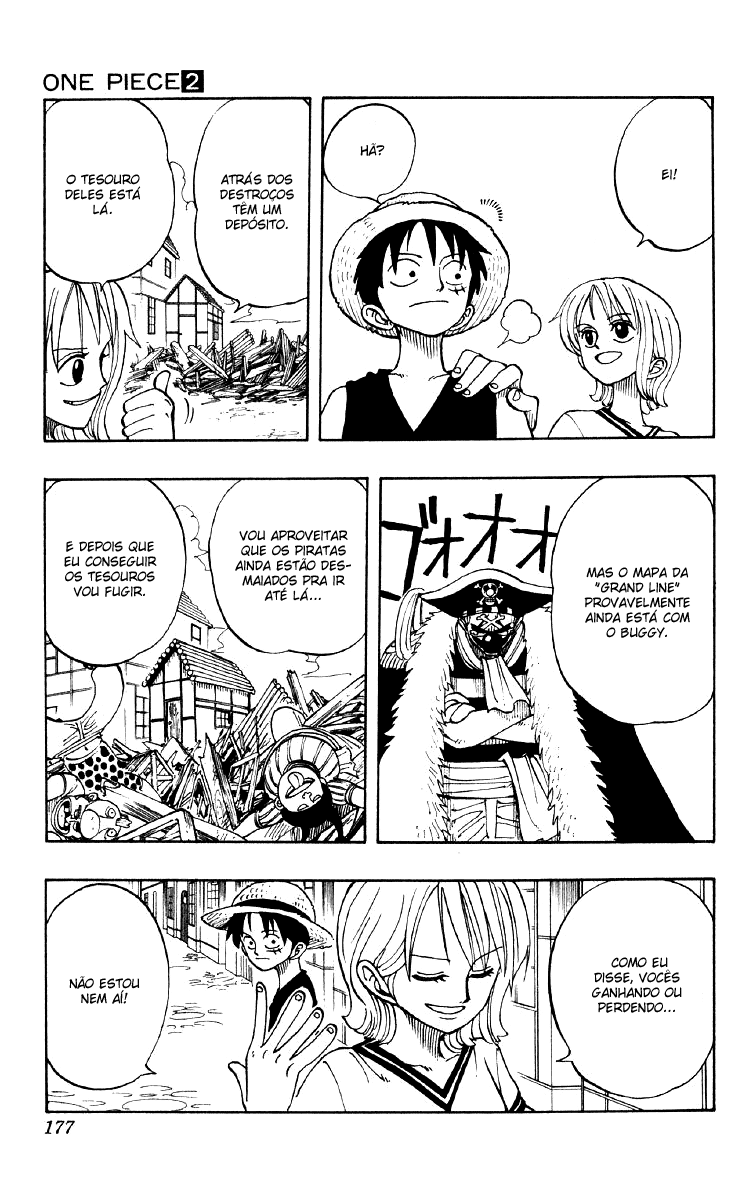 ONE PIECE 2
EI!
HÃ?
ATRÁS DOS
DESTROÇOS
TÊM UM
DEPÓSITO.
O TESOURO
DELES ESTÁ
LÁ.
MAS O MAPA DA
"GRAND LINE"
PROVAVELMENTE
AINDA ESTÁ COM
O BUGGY.
ゴオオオ
VOU APROVEITAR
QUE OS PIRATAS
AINDA ESTÃO DES-
MAIADOS PRA IR
ATÉ LÁ...
E DEPOIS QUE
EU CONSEGUIR
OS TESOUROS
VOU FUGIR.
COMO EU
DISSE, VOCÊS
GANHANDO OU
PERDENDO...
NÃO ESTOU
NEM AÍ!
177